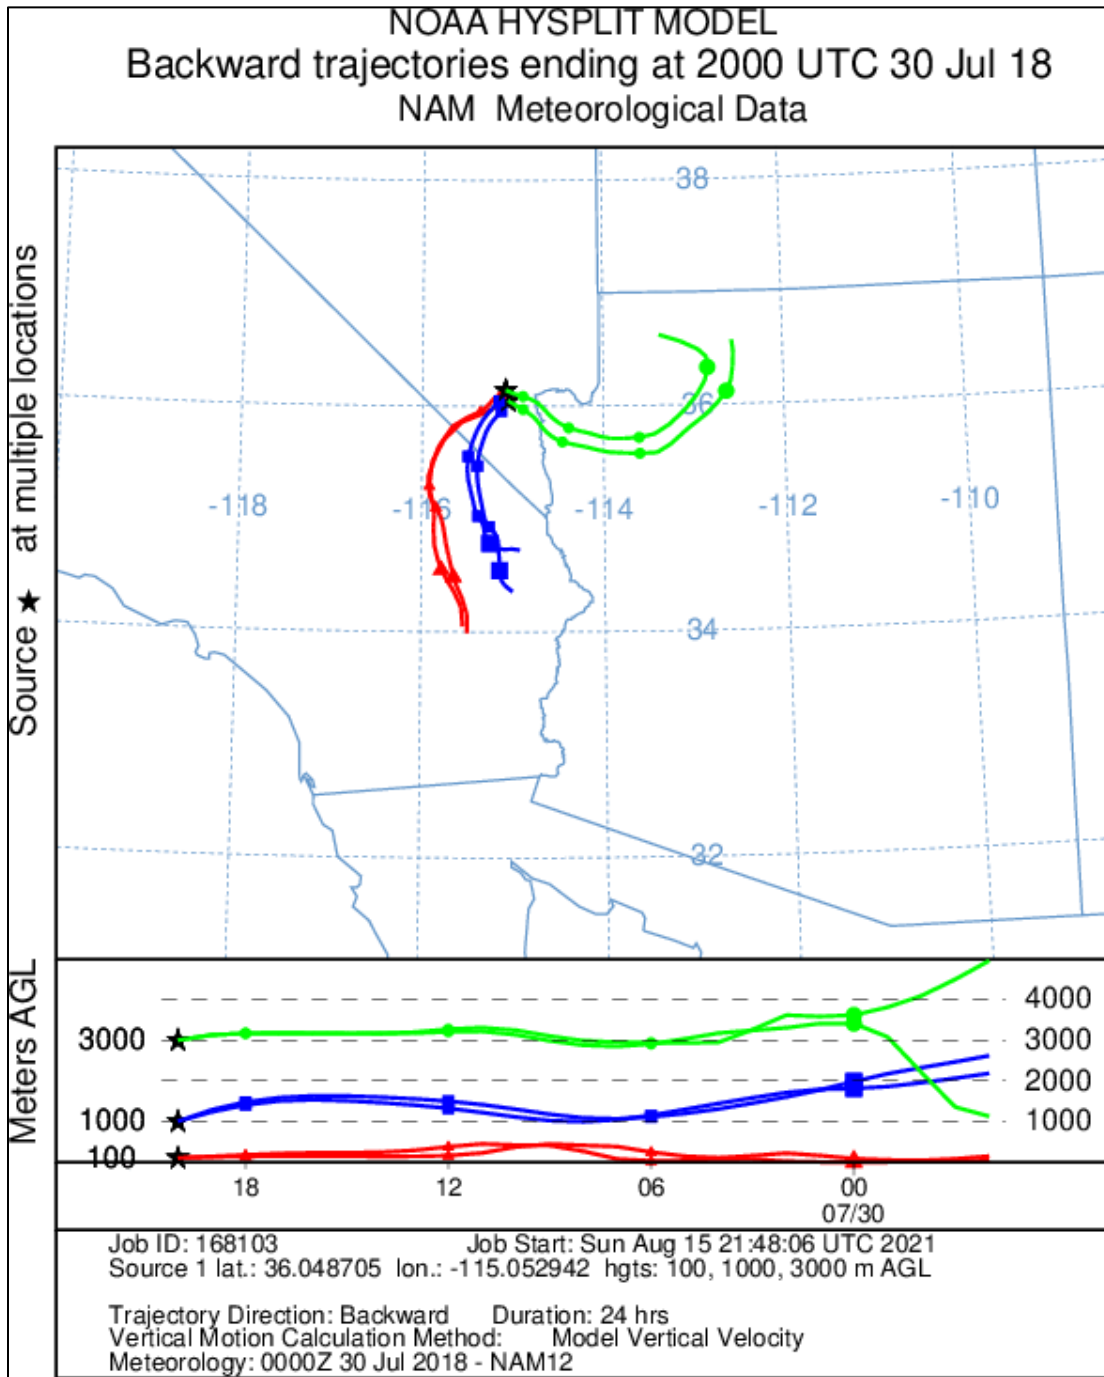 NOAA HYSPLIT MODEL
Backward trajectories ending at 2000 UTC 30 Jul 18
NAM Meteorological Data
Source ★ at multiple locations
38
36
-118
-116
-114
-112
-110
34
32
Meters AGL
4000
3000
3000
2000
1000
1000
100
18
12
06
00
07/30
Job ID: 168103 Job Start: Sun Aug 15 21:48:06 UTC 2021
Source 1 lat.: 36.048705 lon.: -115.052942 hgts: 100, 1000, 3000 m AGL
Trajectory Direction: Backward Duration: 24 hrs
Vertical Motion Calculation Method: Model Vertical Velocity
Meteorology: 0000Z 30 Jul 2018 - NAM12